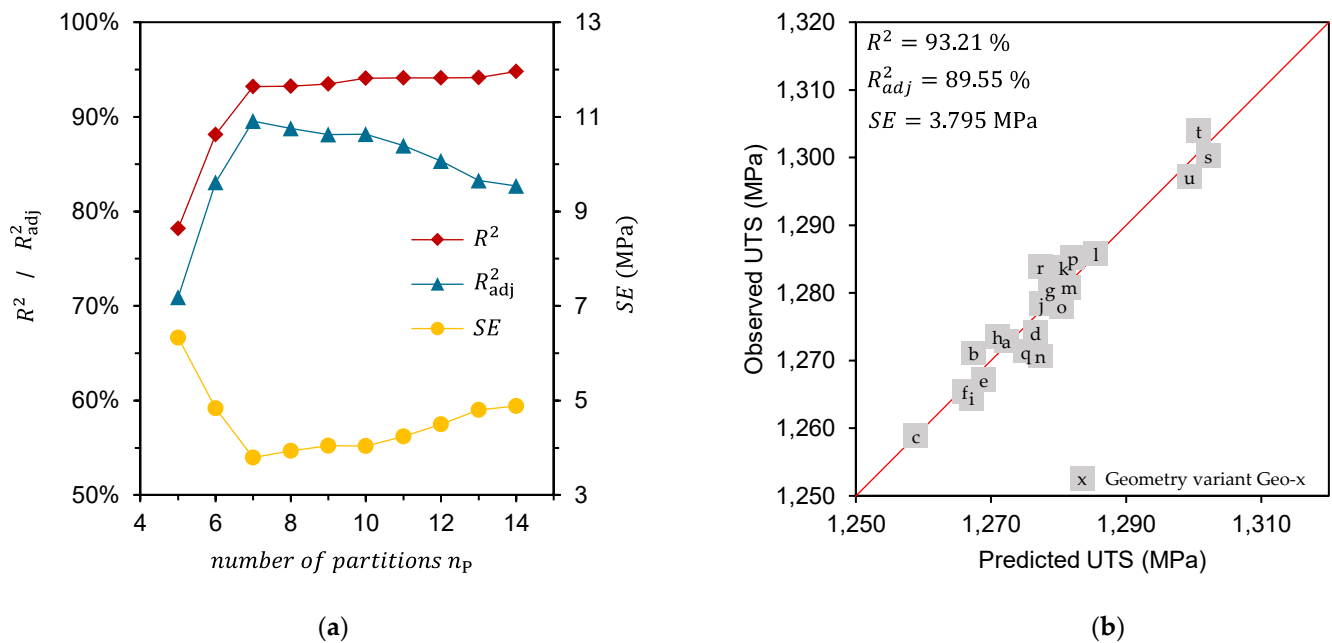 100%
90%
80%
70%
60%
50%
R² / R²adj
13
11
9
7
5
3
SE (MPa)
R²
R²adj
SE
4 6 8 10 12 14
number of partitions nP
(a)
1,320
1,310
1,300
1,290
1,280
1,270
1,260
1,250
Observed UTS (MPa)
R² = 93.21 %
R²adj = 89.55 %
SE = 3.795 MPa
t
s
u
l
p
k
r
m
g
o
j
d
h
a
q
n
b
e
f
i
c
x Geometry variant Geo-x
1,250 1,270 1,290 1,310
Predicted UTS (MPa)
(b)